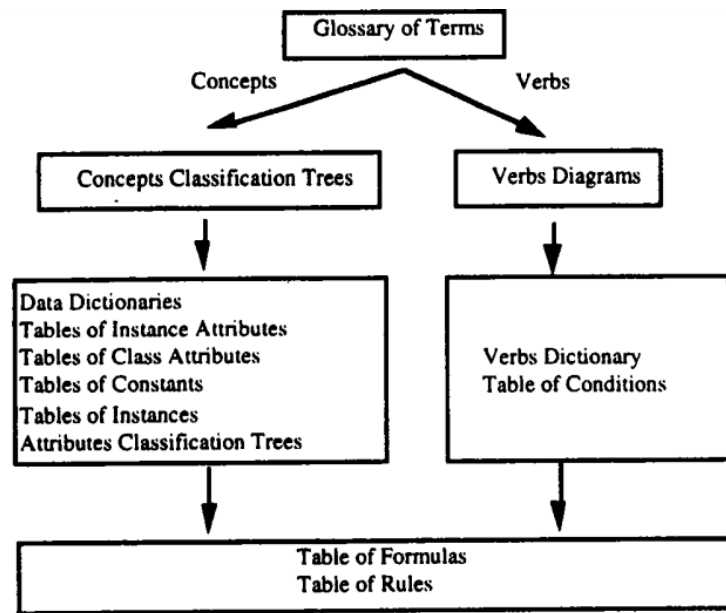 Glossary of Terms
Concepts
Verbs
Concepts Classification Trees
Verbs Diagrams
Data Dictionaries
Tables of Instance Attributes
Tables of Class Attributes
Tables of Constants
Tables of Instances
Attributes Classification Trees
Verbs Dictionary
Table of Conditions
Table of Formulas
Table of Rules